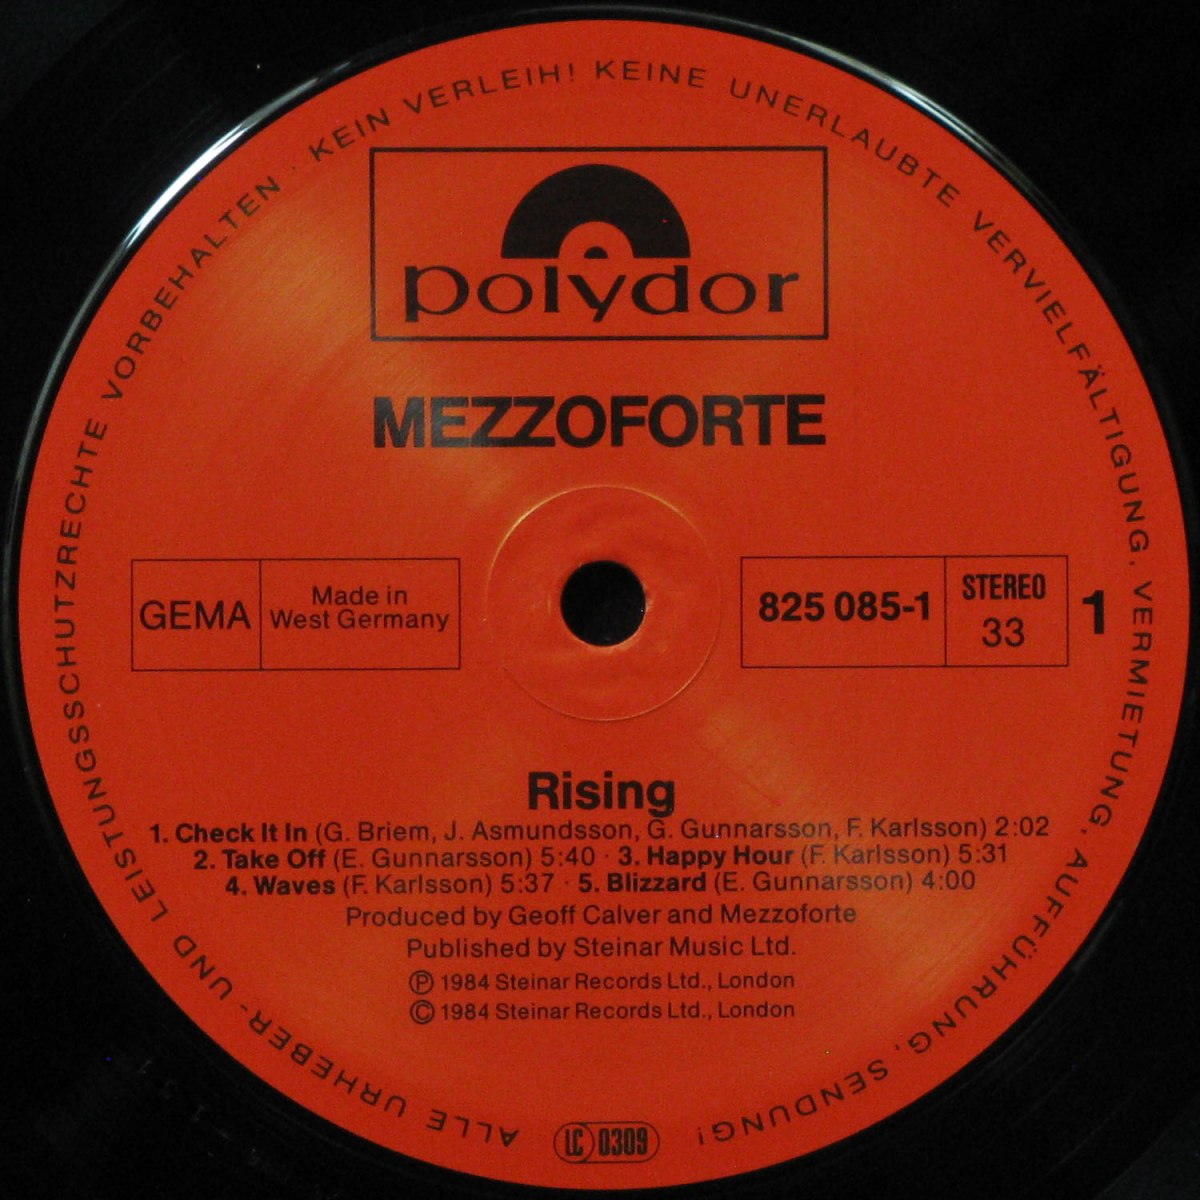 ALLE URHEBER- UND LEISTUNGSSCHUTZRECHTE VORBEHALTEN · KEIN VERLEIH! KEINE UNERLAUBTE VERVIELFÄLTIGUNG, VERMIETUNG, AUFFÜHRUNG, SENDUNG!
polydor
MEZZOFORTE
GEMA
Made in
West Germany
825 085-1
STEREO
33
1
Rising
1. Check It In (G. Briem, J. Asmundsson, G. Gunnarsson, F. Karlsson) 2:02
2. Take Off (E. Gunnarsson) 5:40 · 3. Happy Hour (F. Karlsson) 5:31
4. Waves (F. Karlsson) 5:37 · 5. Blizzard (E. Gunnarsson) 4:00
Produced by Geoff Calver and Mezzoforte
Published by Steinar Music Ltd.
Ⓟ 1984 Steinar Records Ltd., London
© 1984 Steinar Records Ltd., London
LC 0309